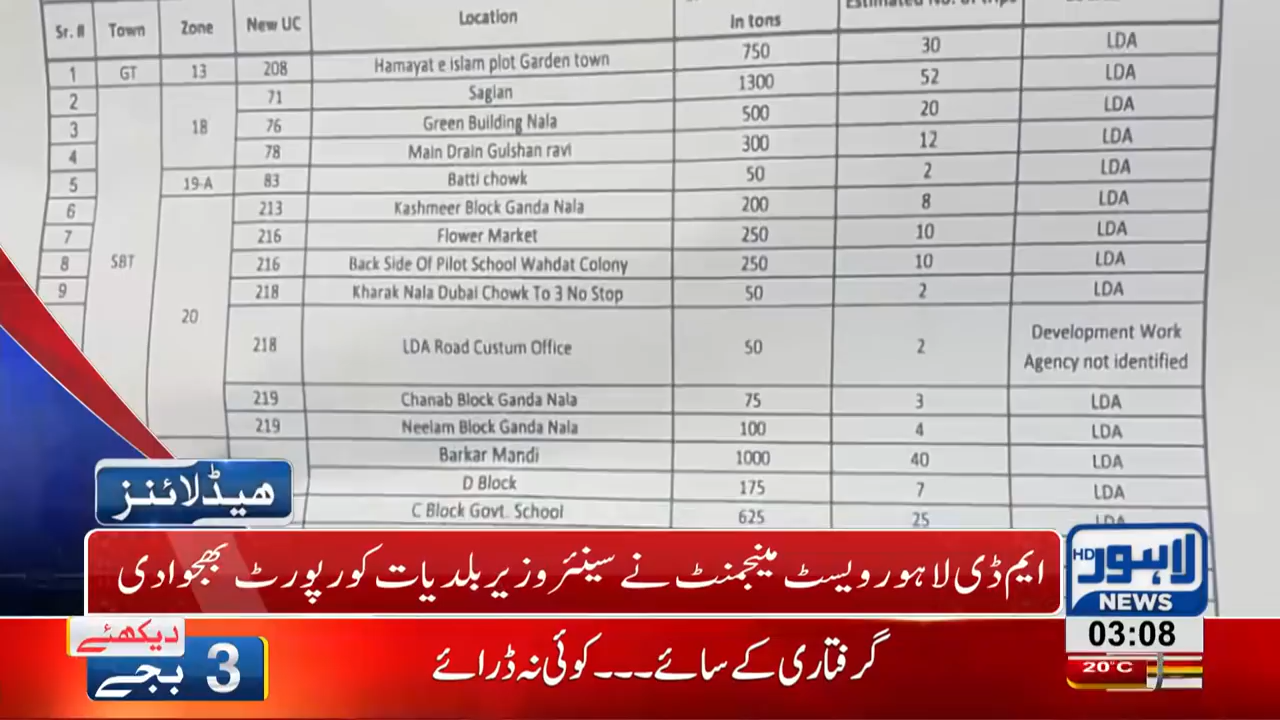 Sr. # Town Zone New UC Location In tons Estimated No. of trips
1 GT 13 208 Hamayat e islam plot Garden town 750 30 LDA
2 SBT 18 71 Sagian 1300 52 LDA
3 76 Green Building Nala 500 20 LDA
4 78 Main Drain Gulshan ravi 300 12 LDA
5 19-A 83 Batti chowk 50 2 LDA
6 20 213 Kashmeer Block Ganda Nala 200 8 LDA
7 216 Flower Market 250 10 LDA
8 216 Back Side Of Pilot School Wahdat Colony 250 10 LDA
9 218 Kharak Nala Dubai Chowk To 3 No Stop 50 2 LDA
218 LDA Road Custum Office 50 2 Development Work Agency not identified
219 Chanab Block Ganda Nala 75 3 LDA
219 Neelam Block Ganda Nala 100 4 LDA
Barkar Mandi 1000 40 LDA
D Block 175 7 LDA
C Block Govt. School 625 25 LDA
ہیڈلائنز
ایم ڈی لاہور ویسٹ مینجمنٹ نے سینئر وزیر بلدیات کو رپورٹ بھجوا دی
HD لاہور
NEWS
03:08
20°C
دیکھئے
3 بجے
گرفتاری کے سائے۔۔۔کوئی نہ ڈرائے